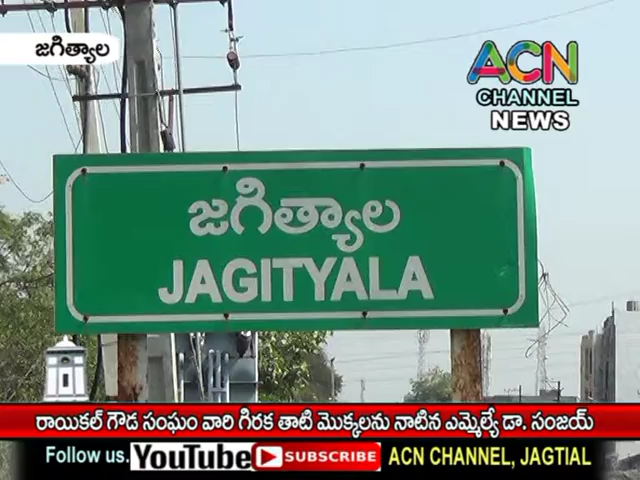 జగిత్యాల
ACN
CHANNEL
NEWS
జగిత్యాల
JAGITYALA
రాయికల్ గౌడ సంఘం వారి గిరక తాటి మొక్కలను నాటిన ఎమ్మెల్యే డా. సంజయ్
Follow us. YouTube SUBSCRIBE ACN CHANNEL, JAGTIAL